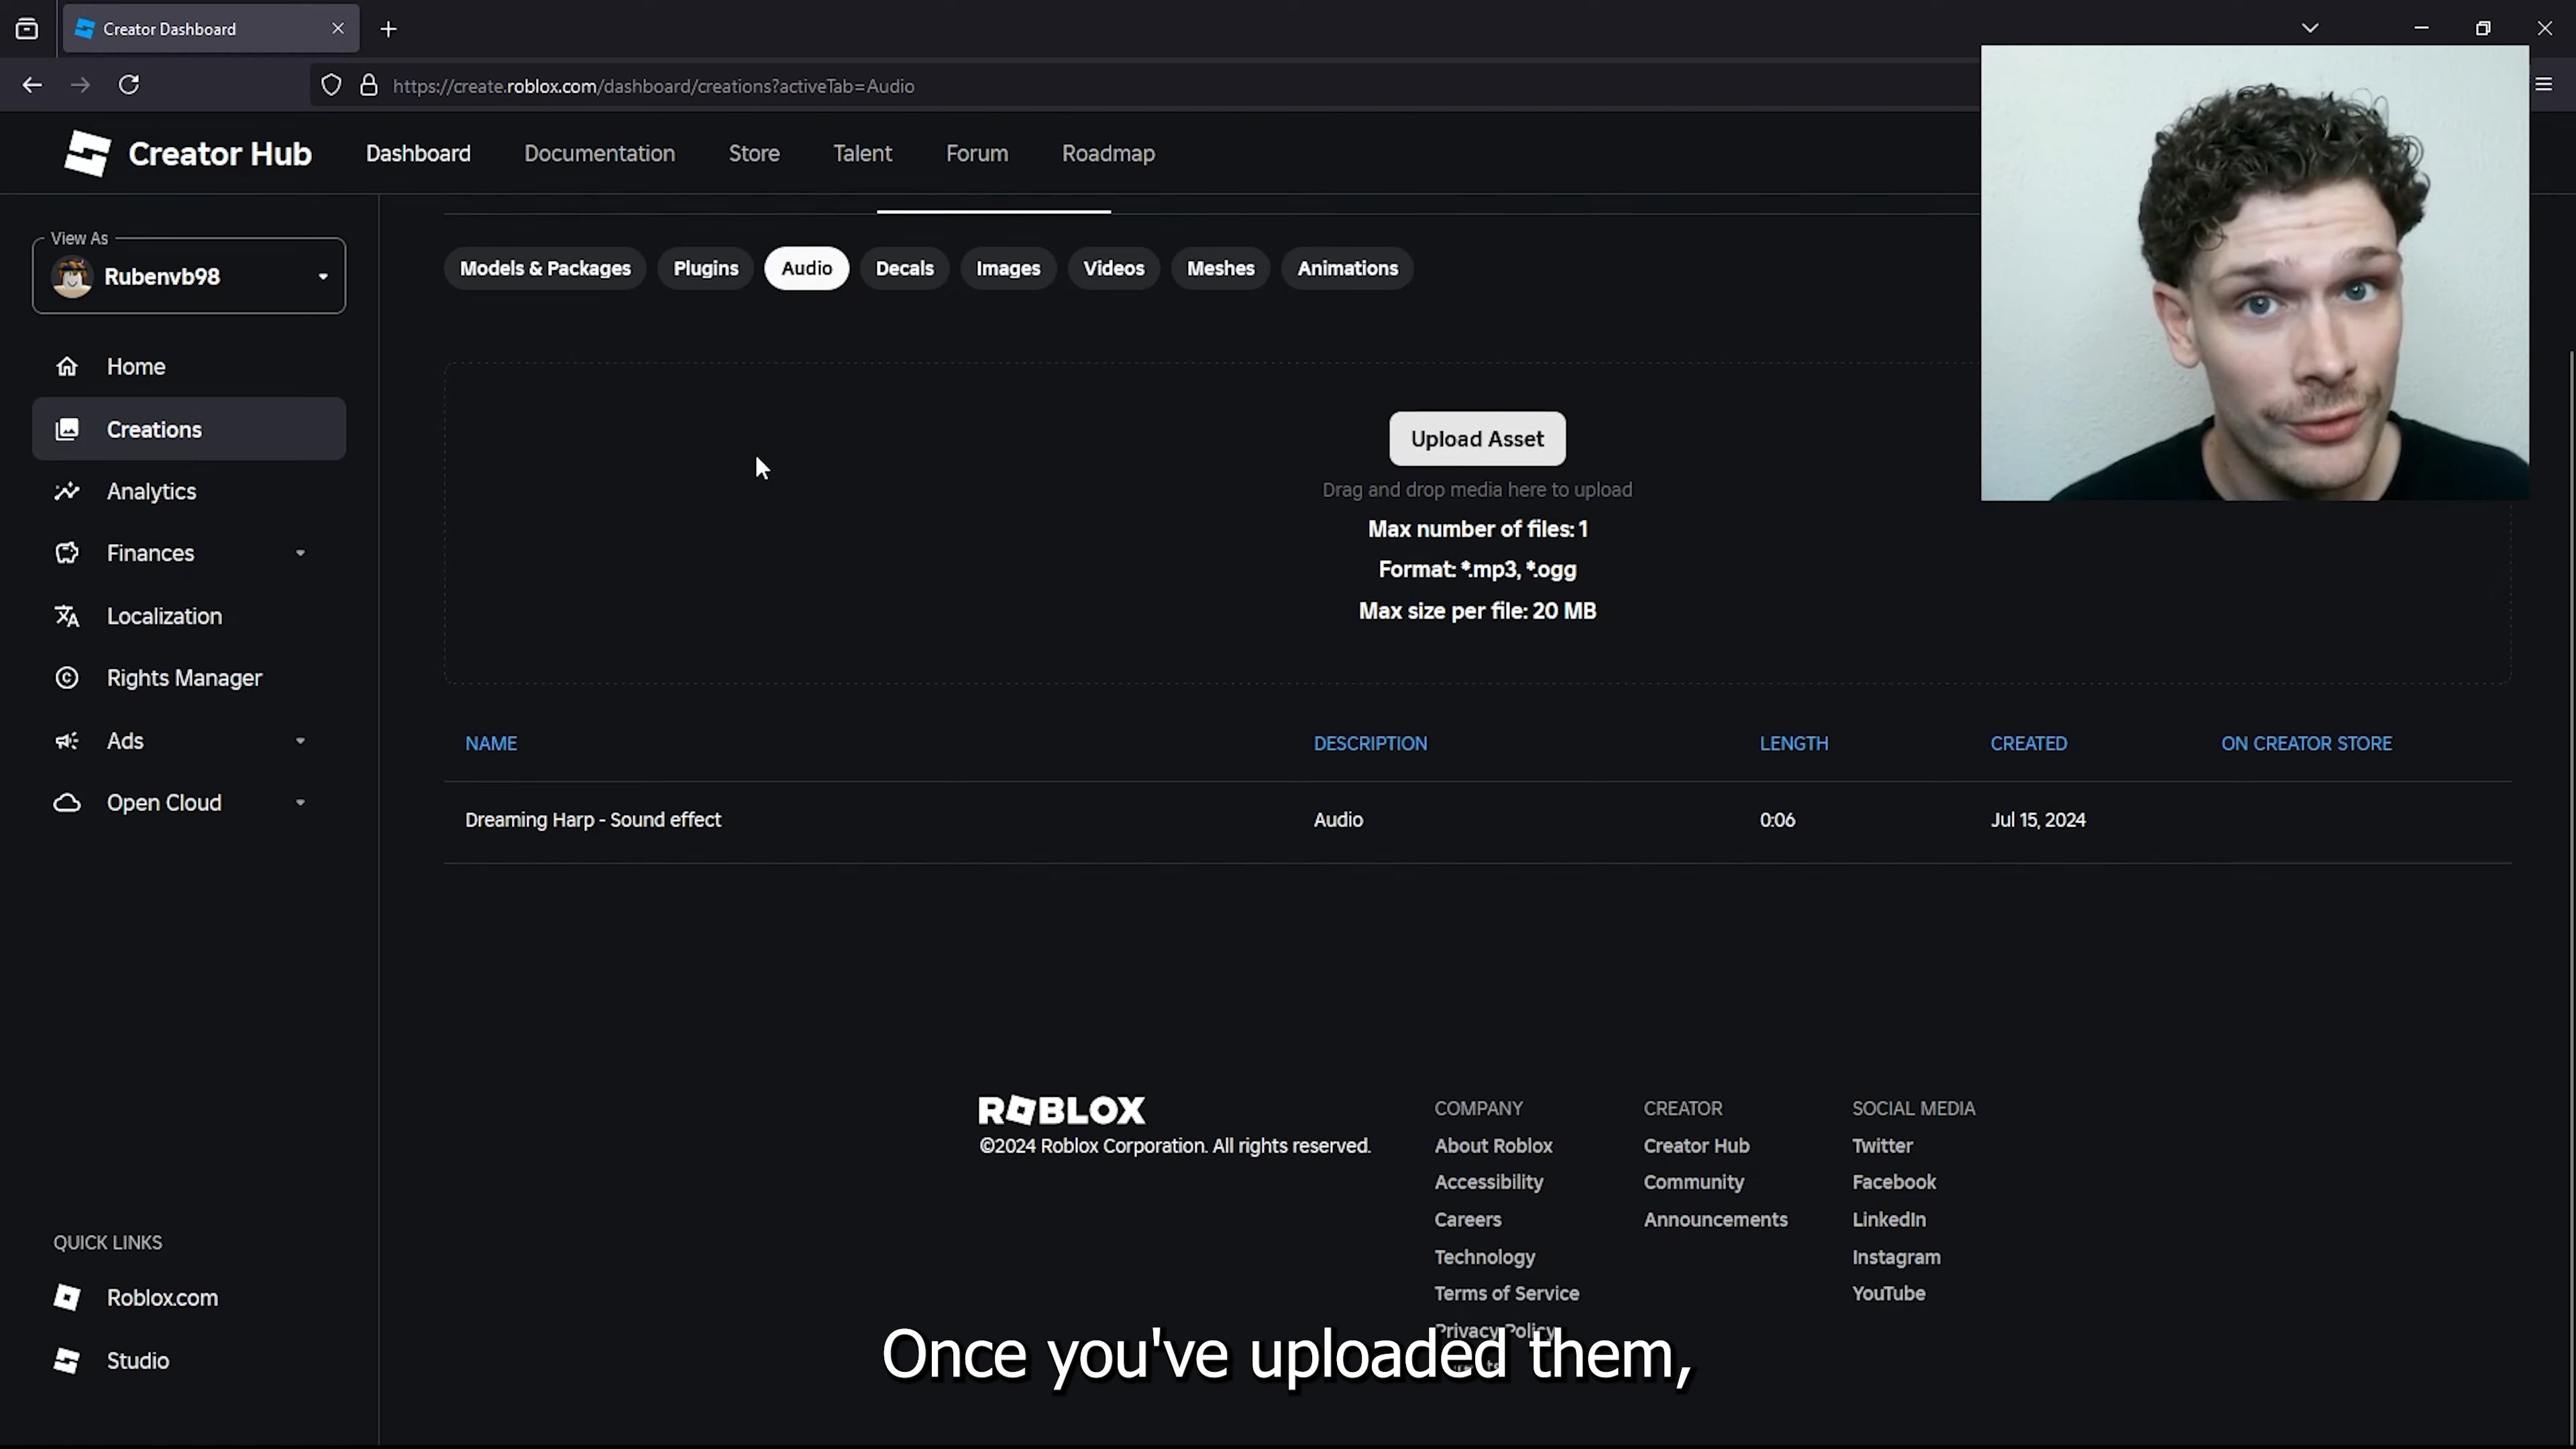 Creator Dashboard
https://create.roblox.com/dashboard/creations?activeTab=Audio
Creator Hub
Dashboard
Documentation
Store
Talent
Forum
Roadmap
View As
Rubenvb98
Home
Creations
Analytics
Finances
Localization
Rights Manager
Ads
Open Cloud
QUICK LINKS
Roblox.com
Studio
Models & Packages
Plugins
Audio
Decals
Images
Videos
Meshes
Animations
Upload Asset
Drag and drop media here to upload
Max number of files: 1
Format: *.mp3, *.ogg
Max size per file: 20 MB
NAME DESCRIPTION LENGTH CREATED ON CREATOR STORE
Dreaming Harp - Sound effect Audio 0:06 Jul 15, 2024
ROBLOX
©2024 Roblox Corporation. All rights reserved.
COMPANY
About Roblox
Accessibility
Careers
Technology
Terms of Service
Privacy Policy
CREATOR
Creator Hub
Community
Announcements
SOCIAL MEDIA
Twitter
Facebook
LinkedIn
Instagram
YouTube
Once you've uploaded them,